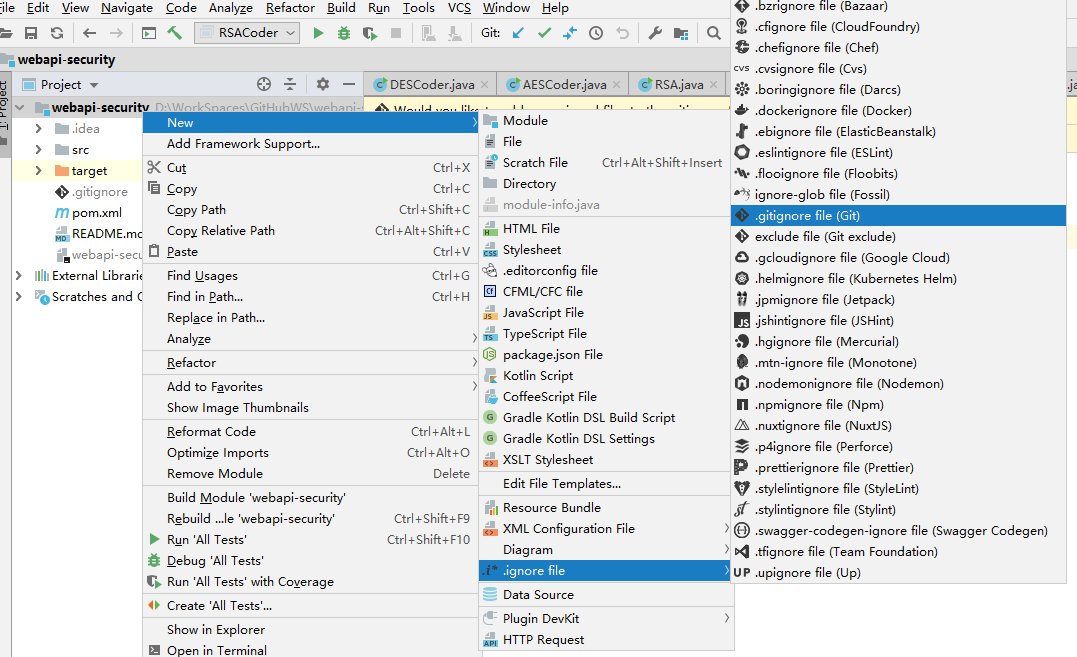 File Edit View Navigate Code Analyze Refactor Build Run Tools VCS Window Help
RSACoder Git:
webapi-security
1: Project
Project
DESCoder.java AESCoder.java RSA.java
webapi-security D:\WorkSpaces\GitHubWS\webapi-
.idea
src
target
.gitignore
pom.xml
README.md
webapi-secu
External Librarie
Scratches and C
New
Add Framework Support...
Cut Ctrl+X
Copy Ctrl+C
Copy Path Ctrl+Shift+C
Copy Relative Path Ctrl+Alt+Shift+C
Paste Ctrl+V
Find Usages Ctrl+G
Find in Path... Ctrl+H
Replace in Path...
Analyze
Refactor
Add to Favorites
Show Image Thumbnails
Reformat Code Ctrl+Alt+L
Optimize Imports Ctrl+Alt+O
Remove Module Delete
Build Module 'webapi-security'
Rebuild ...le 'webapi-security' Ctrl+Shift+F9
Run 'All Tests' Ctrl+Shift+F10
Debug 'All Tests'
Run 'All Tests' with Coverage
Create 'All Tests'...
Show in Explorer
Open in Terminal
Module
File
Scratch File Ctrl+Alt+Shift+Insert
Directory
module-info.java
HTML File
Stylesheet
.editorconfig file
CFML/CFC file
JavaScript File
TypeScript File
package.json File
Kotlin Script
CoffeeScript File
Gradle Kotlin DSL Build Script
Gradle Kotlin DSL Settings
XSLT Stylesheet
Edit File Templates...
Resource Bundle
XML Configuration File
Diagram
.ignore file
Data Source
Plugin DevKit
HTTP Request
.bzrignore file (Bazaar)
.cfignore file (CloudFoundry)
.chefignore file (Chef)
.cvsignore file (Cvs)
.boringignore file (Darcs)
.dockerignore file (Docker)
.ebignore file (ElasticBeanstalk)
.eslintignore file (ESLint)
.flooignore file (Floobits)
ignore-glob file (Fossil)
.gitignore file (Git)
exclude file (Git exclude)
.gcloudignore file (Google Cloud)
.helmignore file (Kubernetes Helm)
.jpmignore file (Jetpack)
.jshintignore file (JSHint)
.hgignore file (Mercurial)
.mtn-ignore file (Monotone)
.nodemonignore file (Nodemon)
.npmignore file (Npm)
.nuxtignore file (NuxtJS)
.p4ignore file (Perforce)
.prettierignore file (Prettier)
.stylelintignore file (StyleLint)
.stylintignore file (Stylint)
.swagger-codegen-ignore file (Swagger Codegen)
.tfignore file (Team Foundation)
.upignore file (Up)